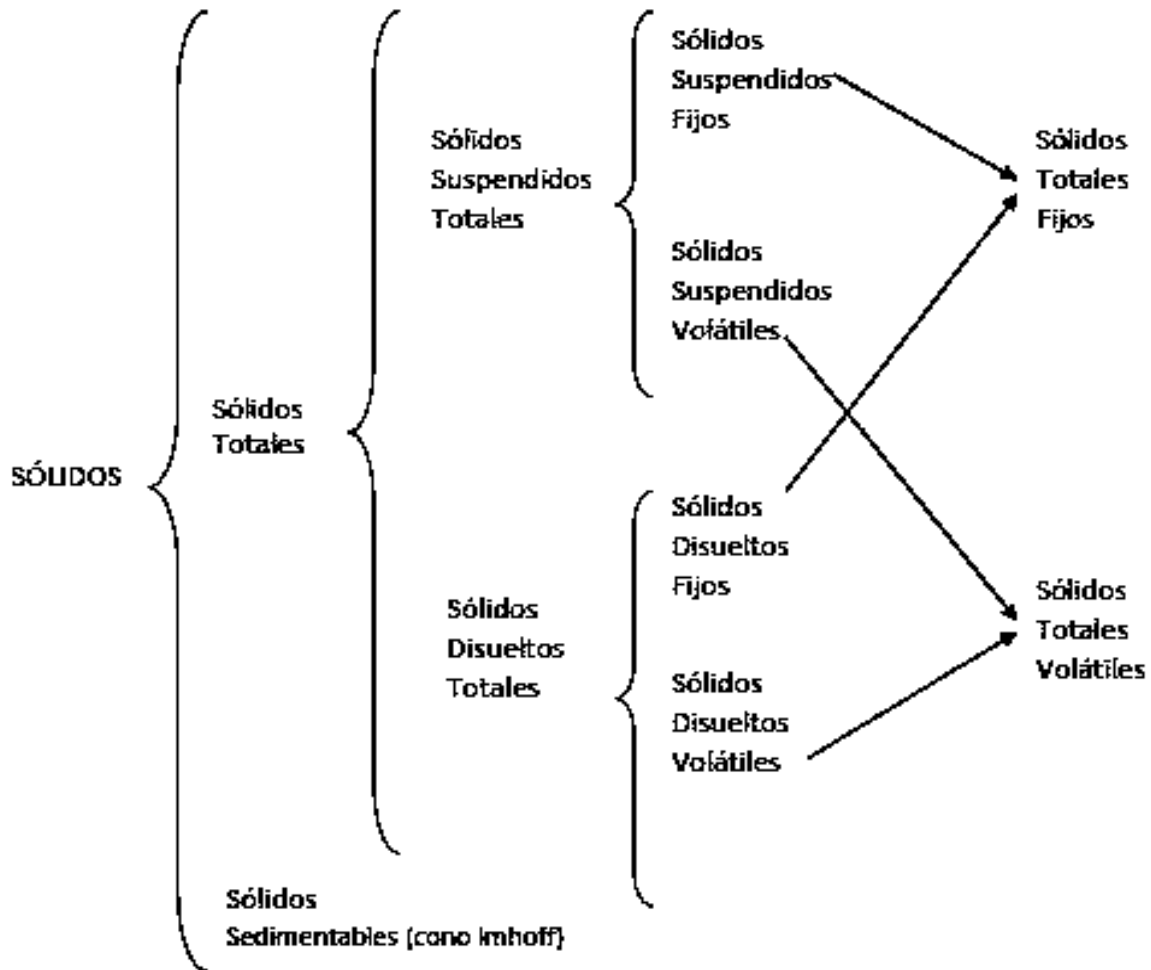 SÓLIDOS
Sólidos
Totales
Sólidos
Suspendidos
Totales
Sólidos
Suspendidos
Fijos
Sólidos
Suspendidos
Volátiles
Sólidos
Disueltos
Totales
Sólidos
Disueltos
Fijos
Sólidos
Disueltos
Volátiles
Sólidos
Totales
Fijos
Sólidos
Totales
Volátiles
Sólidos
Sedimentables (cono Imhoff)